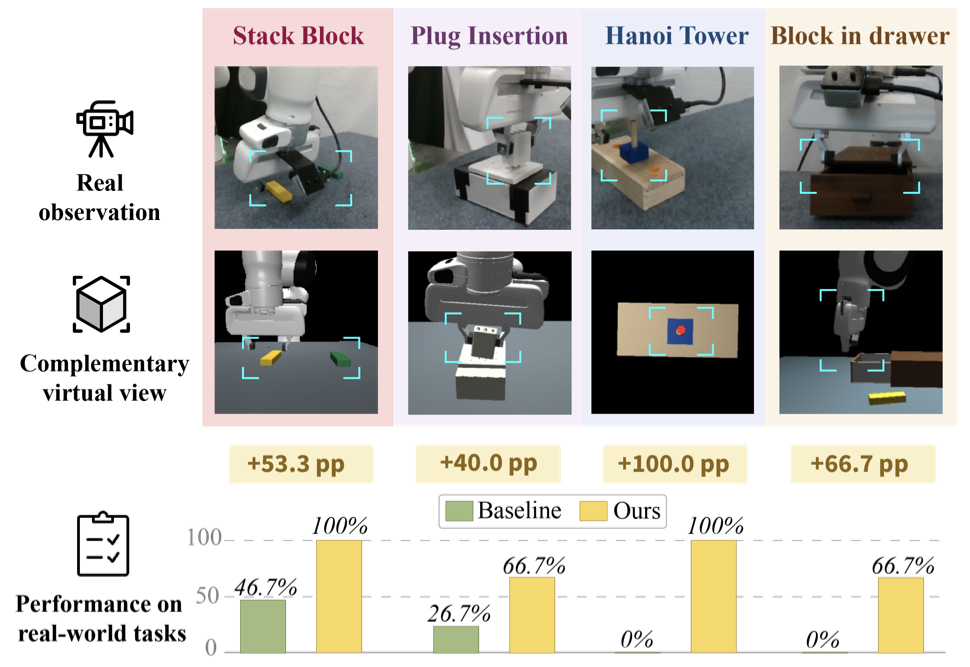 Stack Block
Plug Insertion
Hanoi Tower
Block in drawer
Real
observation
Complementary
virtual view
+53.3 pp
+40.0 pp
+100.0 pp
+66.7 pp
Baseline
Ours
Performance on
real-world tasks
100
50
0
46.7%
100%
26.7%
66.7%
0%
100%
0%
66.7%